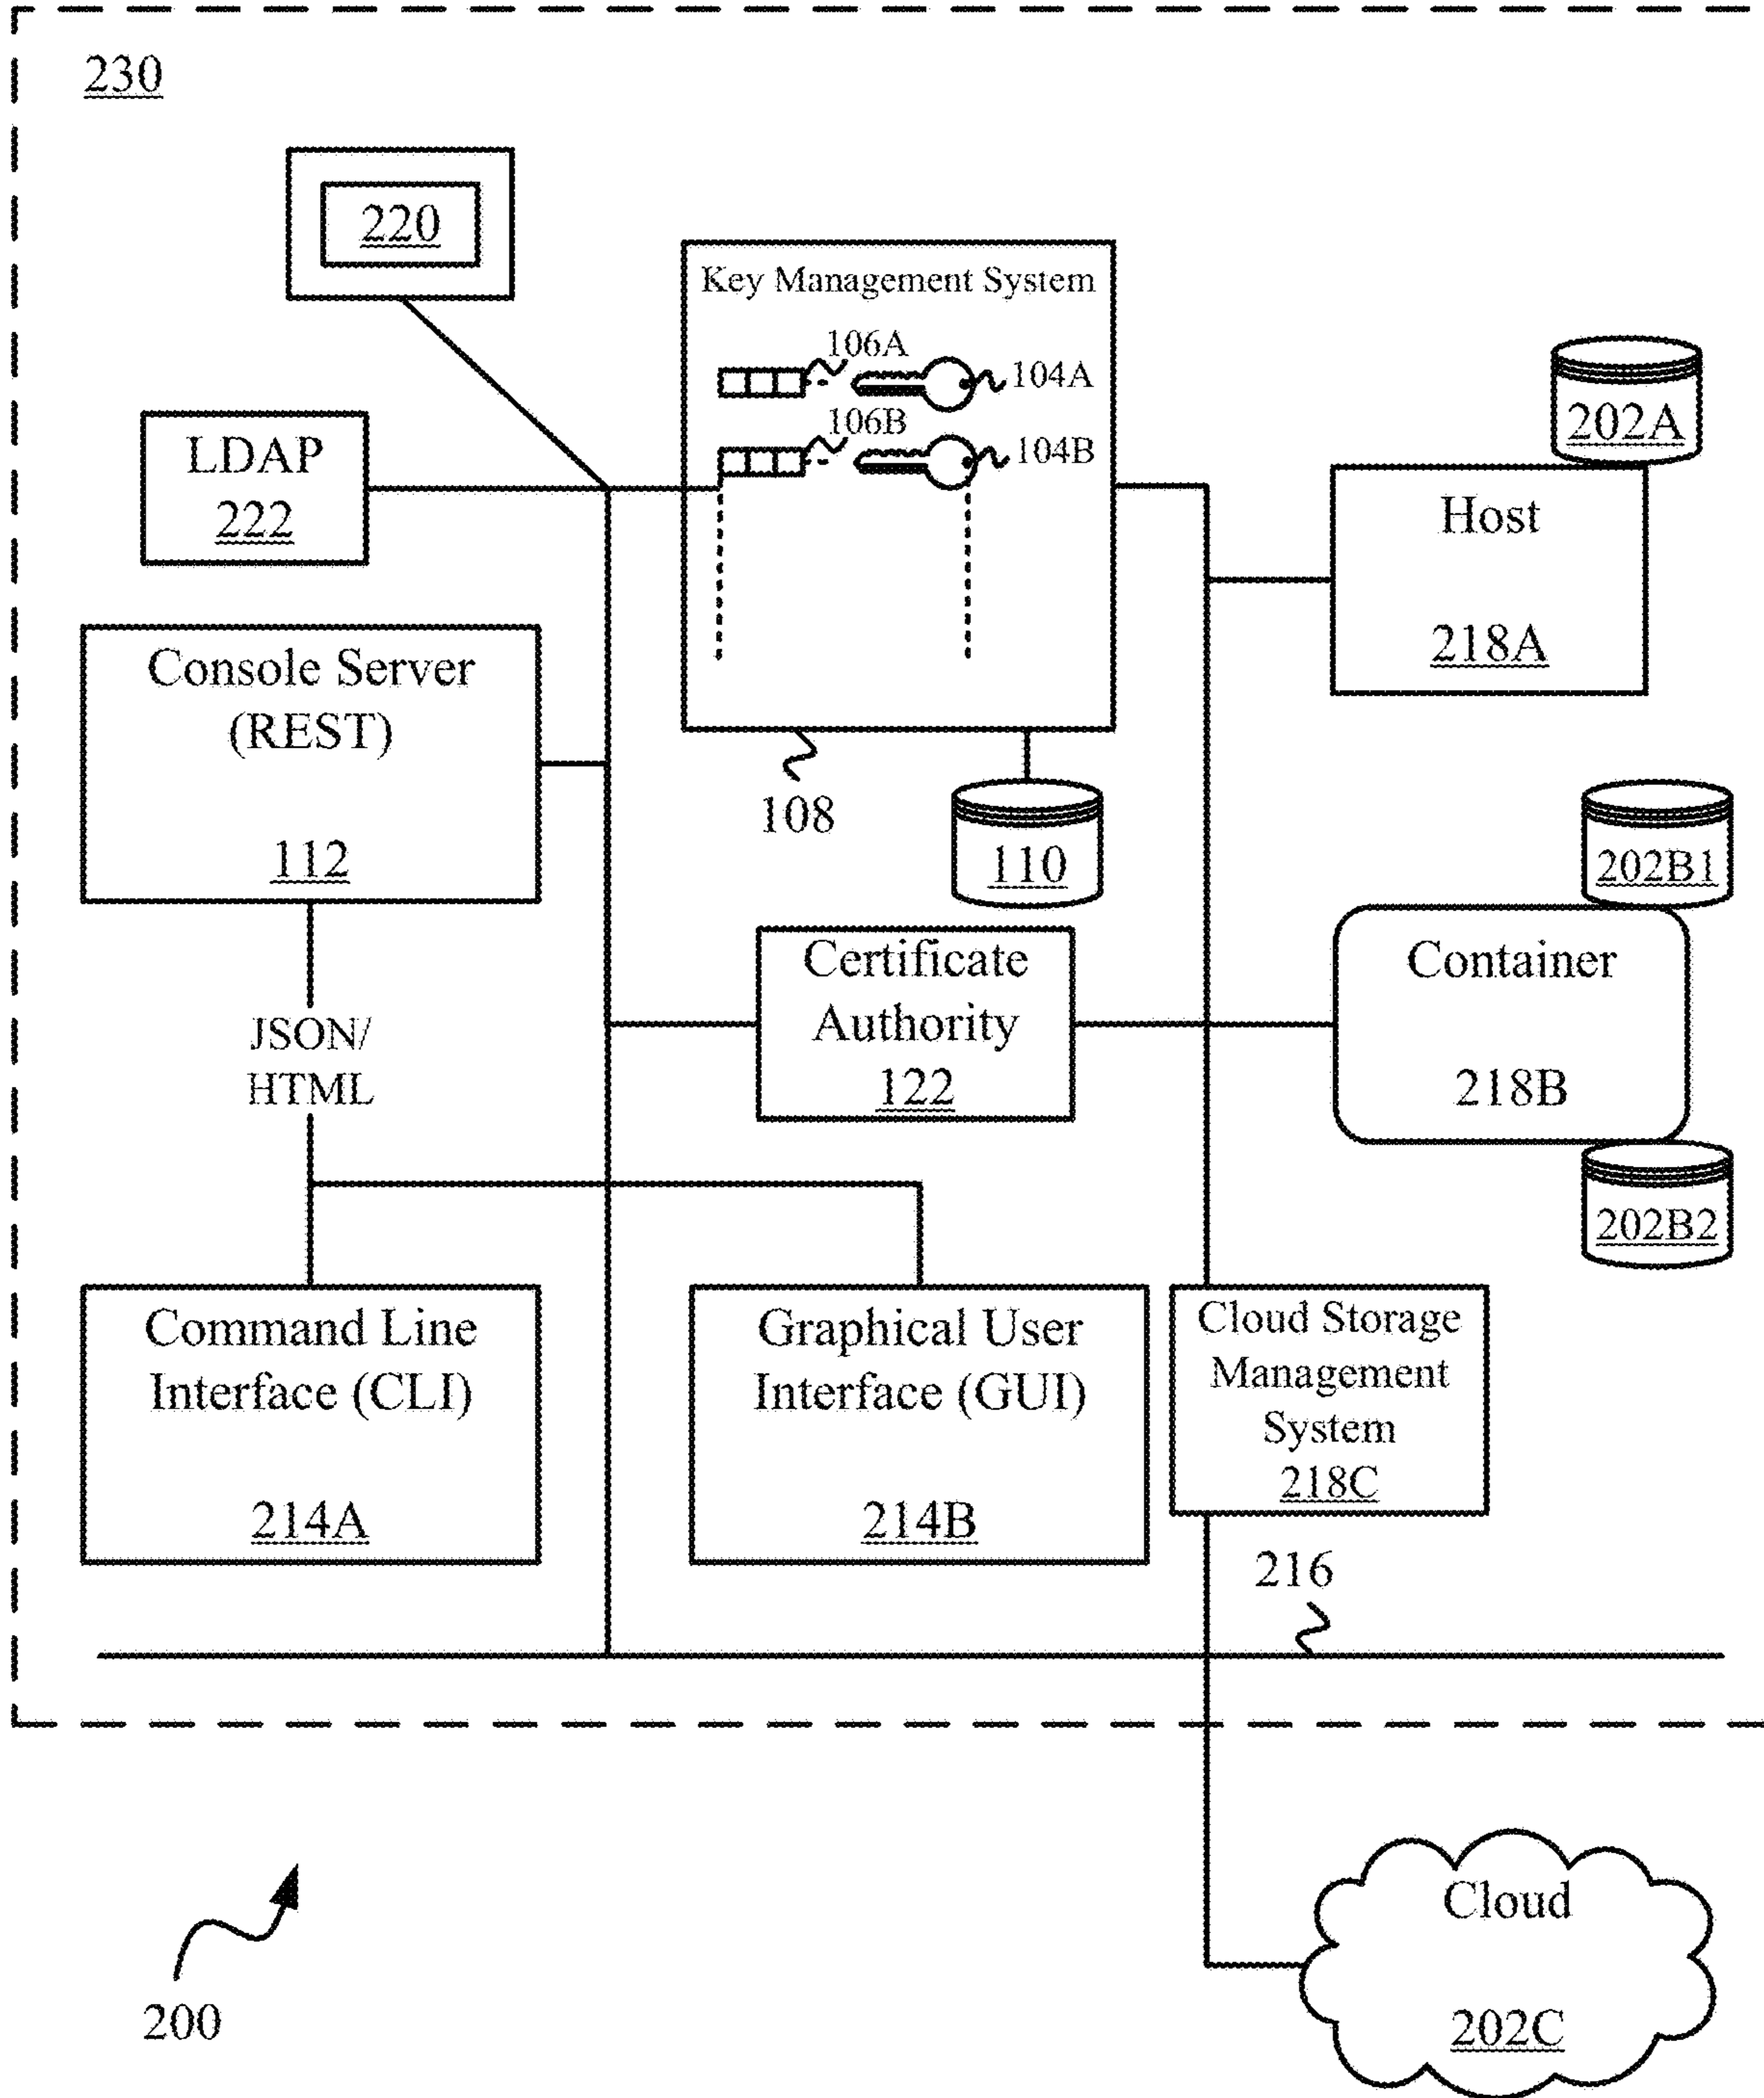 230
220
Key Management System
106A
104A
106B
104B
202A
LDAP
222
Host
218A
Console Server
(REST)
112
108
110
202B1
Certificate
Authority
122
Container
218B
JSON/
HTML
202B2
Command Line
Interface (CLI)
214A
Graphical User
Interface (GUI)
214B
Cloud Storage
Management
System
218C
216
Cloud
202C
200